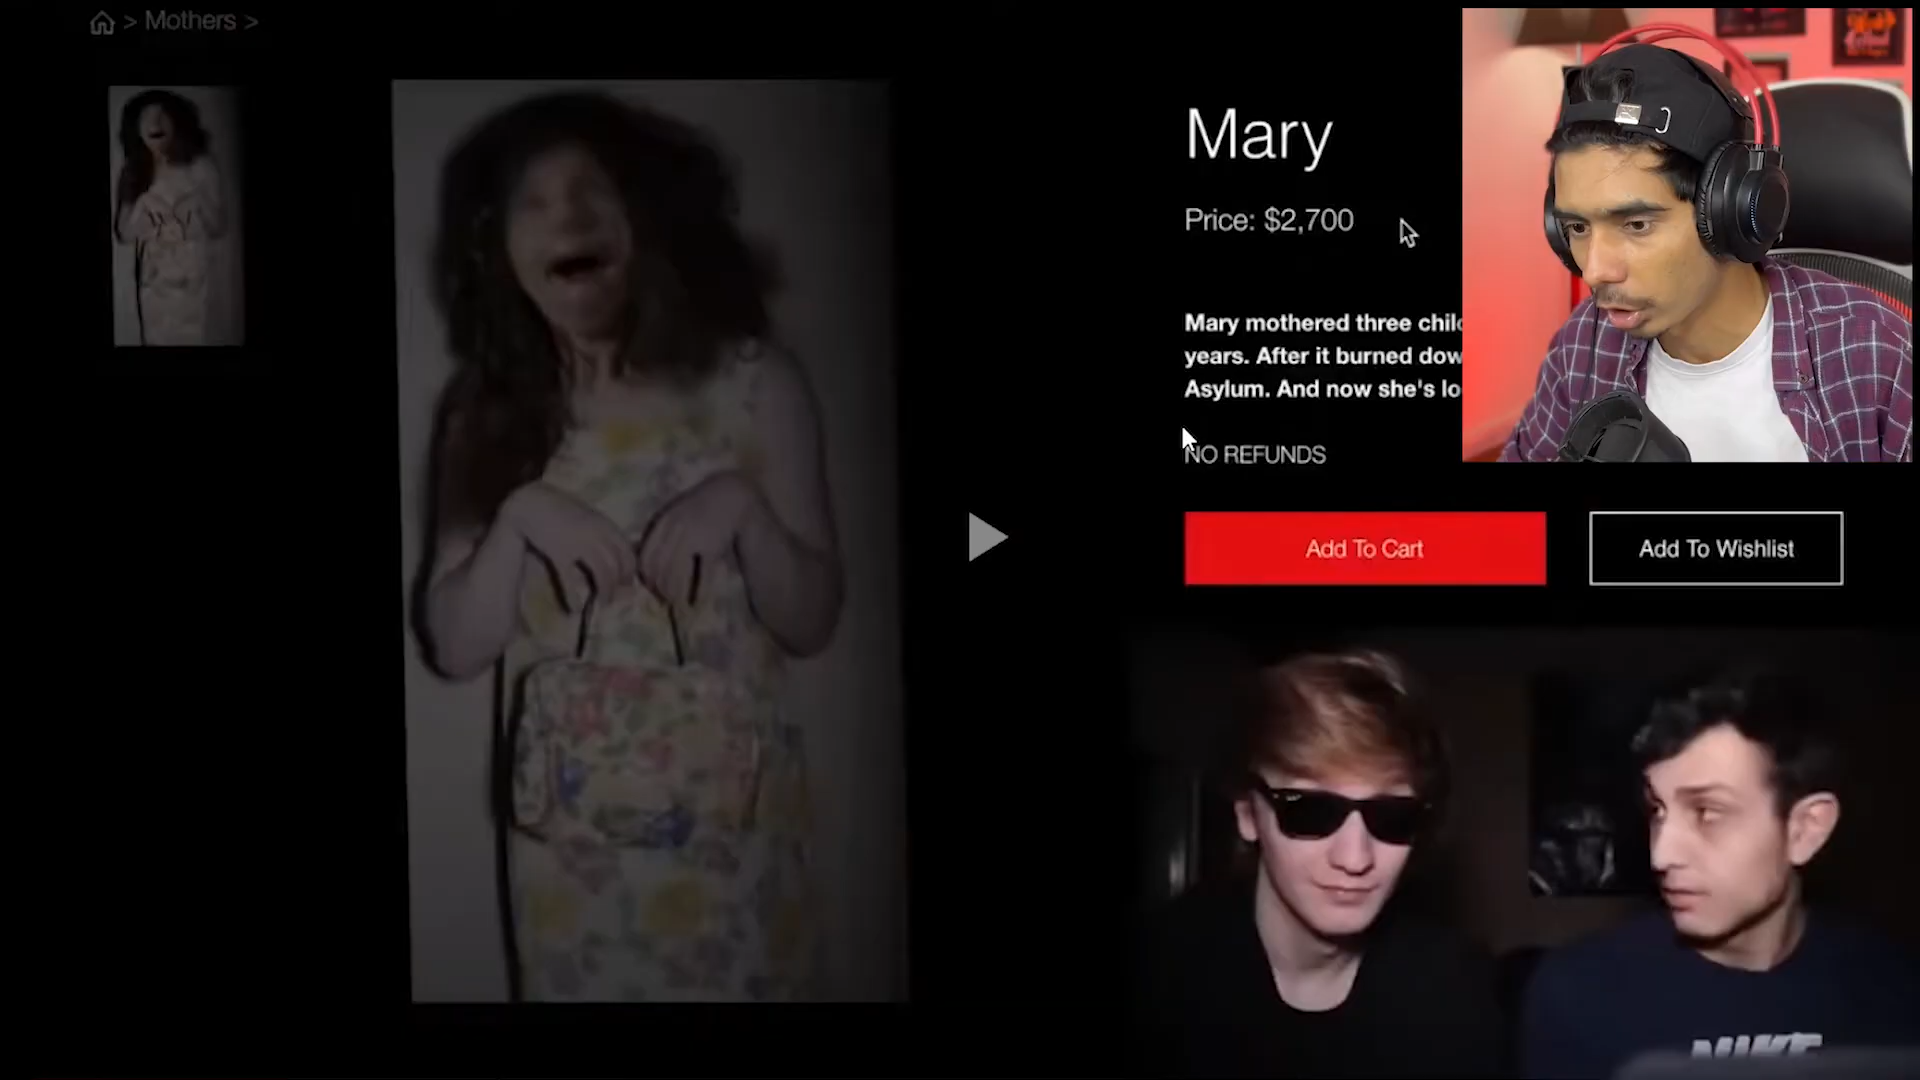 > Mothers >
Mary
Price: $2,700
Mary mothered three chil
years. After it burned dow
Asylum. And now she's lo
NO REFUNDS
Add To Cart
Add To Wishlist
NIKE